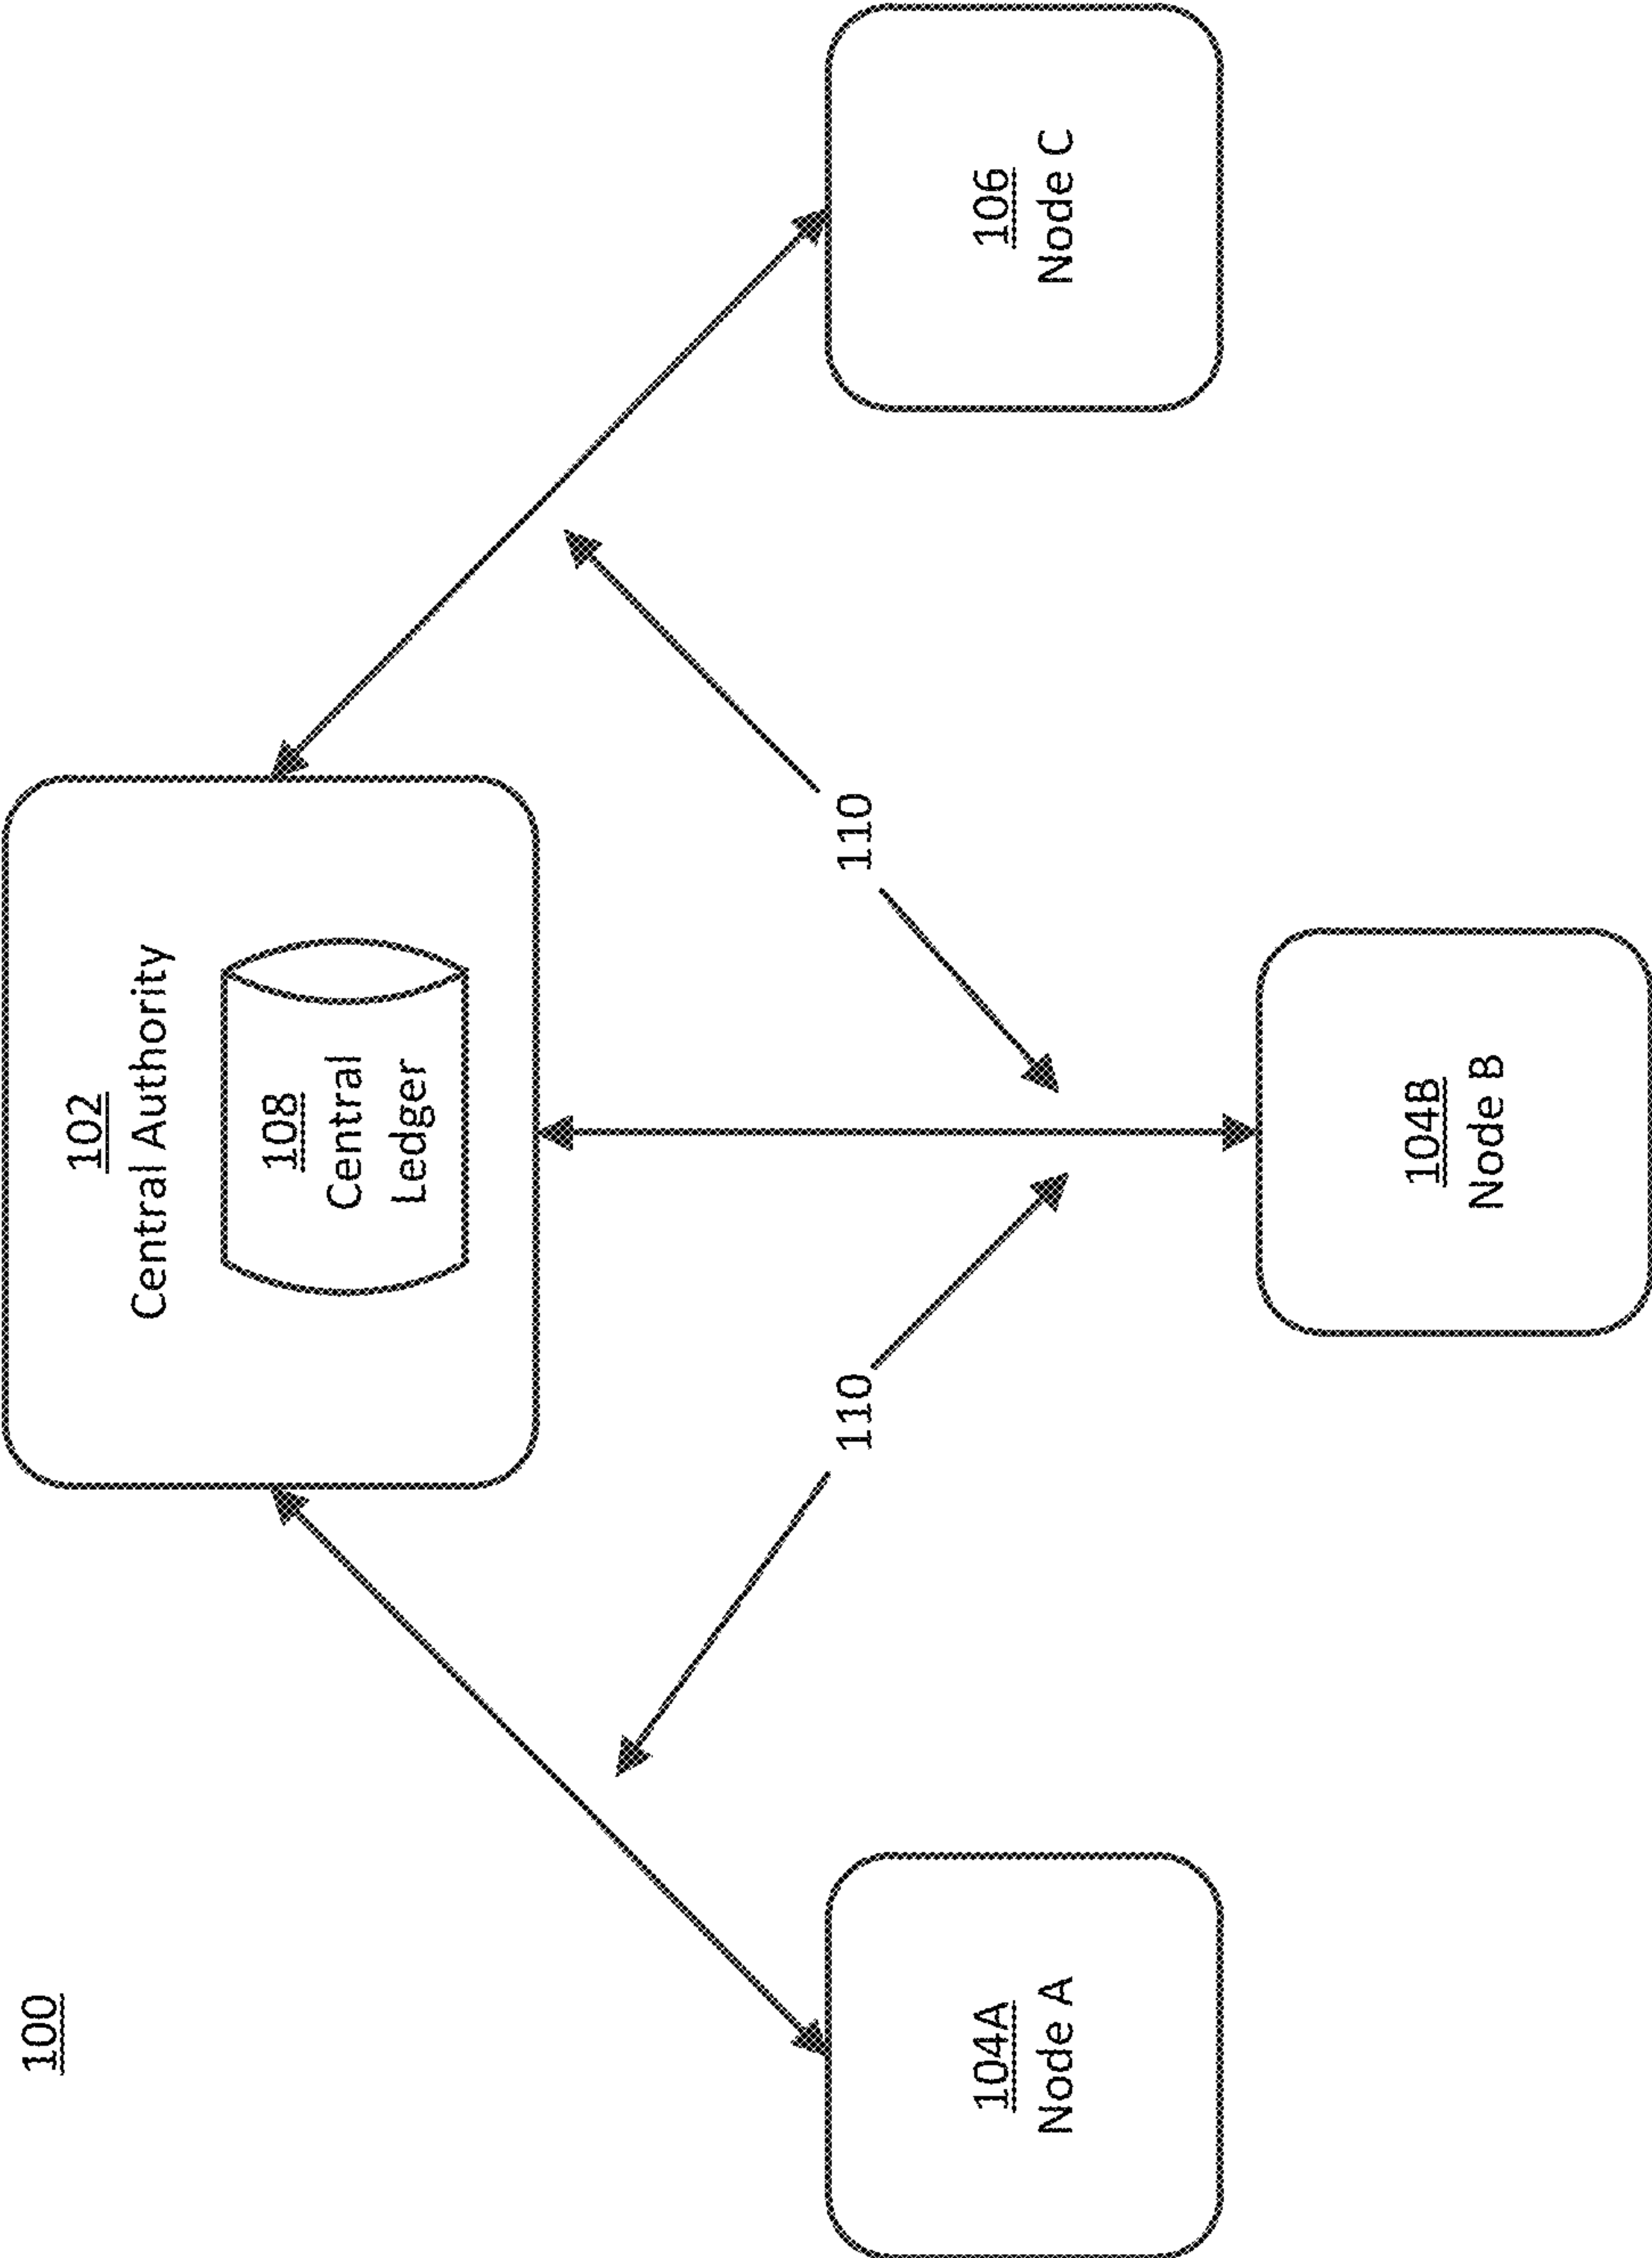 100
102
Central Authority
108
Central
Ledger
110
110
104A
Node A
104B
Node B
106
Node C